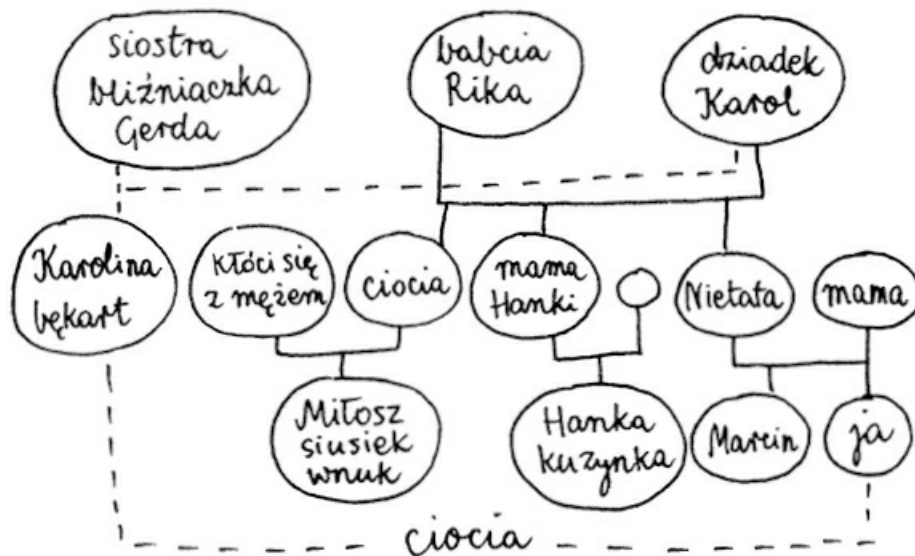 siostra
bliźniaczka
Gerda
babcia
Rika
dziadek
Karol
Karolina
bękart
kłóci się
z mężem
ciocia
mama
Hanki
Nietata
mama
Miłosz
siusiek
wnuk
Hanka
kuzynka
Marcin
ja
ciocia